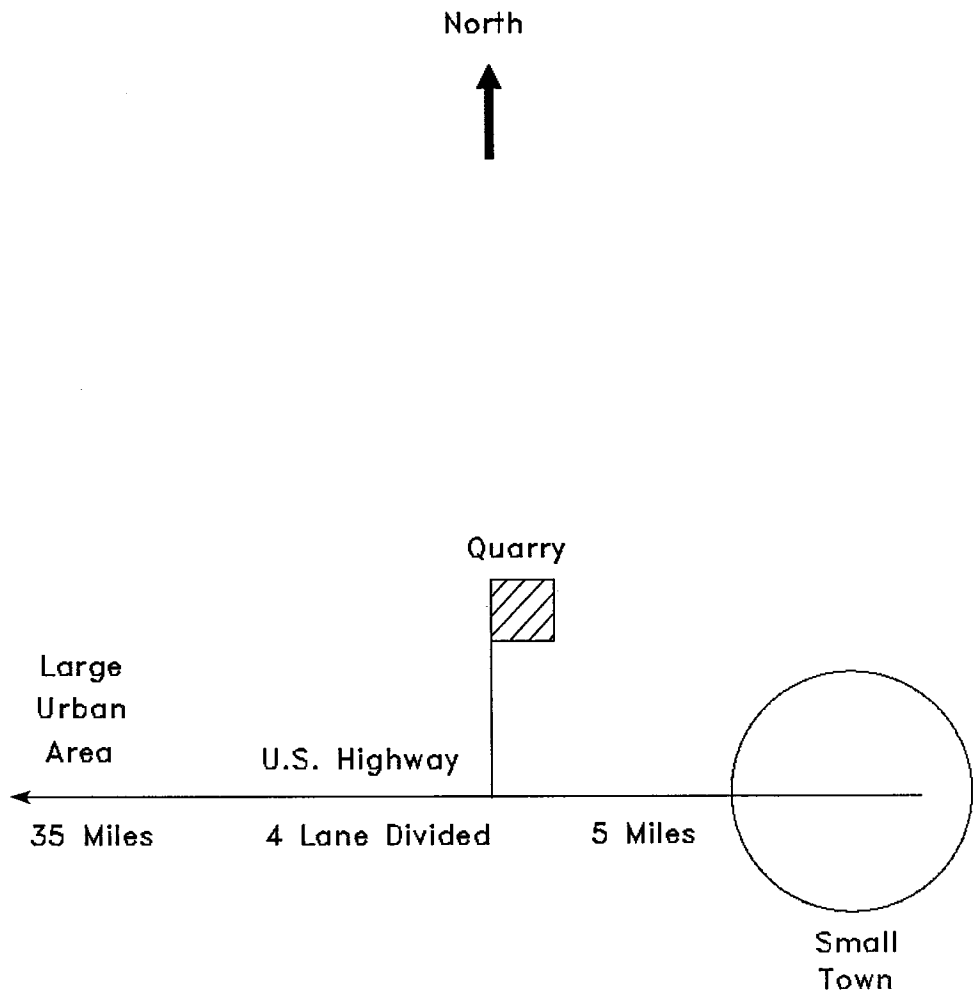 North
Quarry
Large
Urban
Area
U.S. Highway
35 Miles
4 Lane Divided
5 Miles
Small
Town